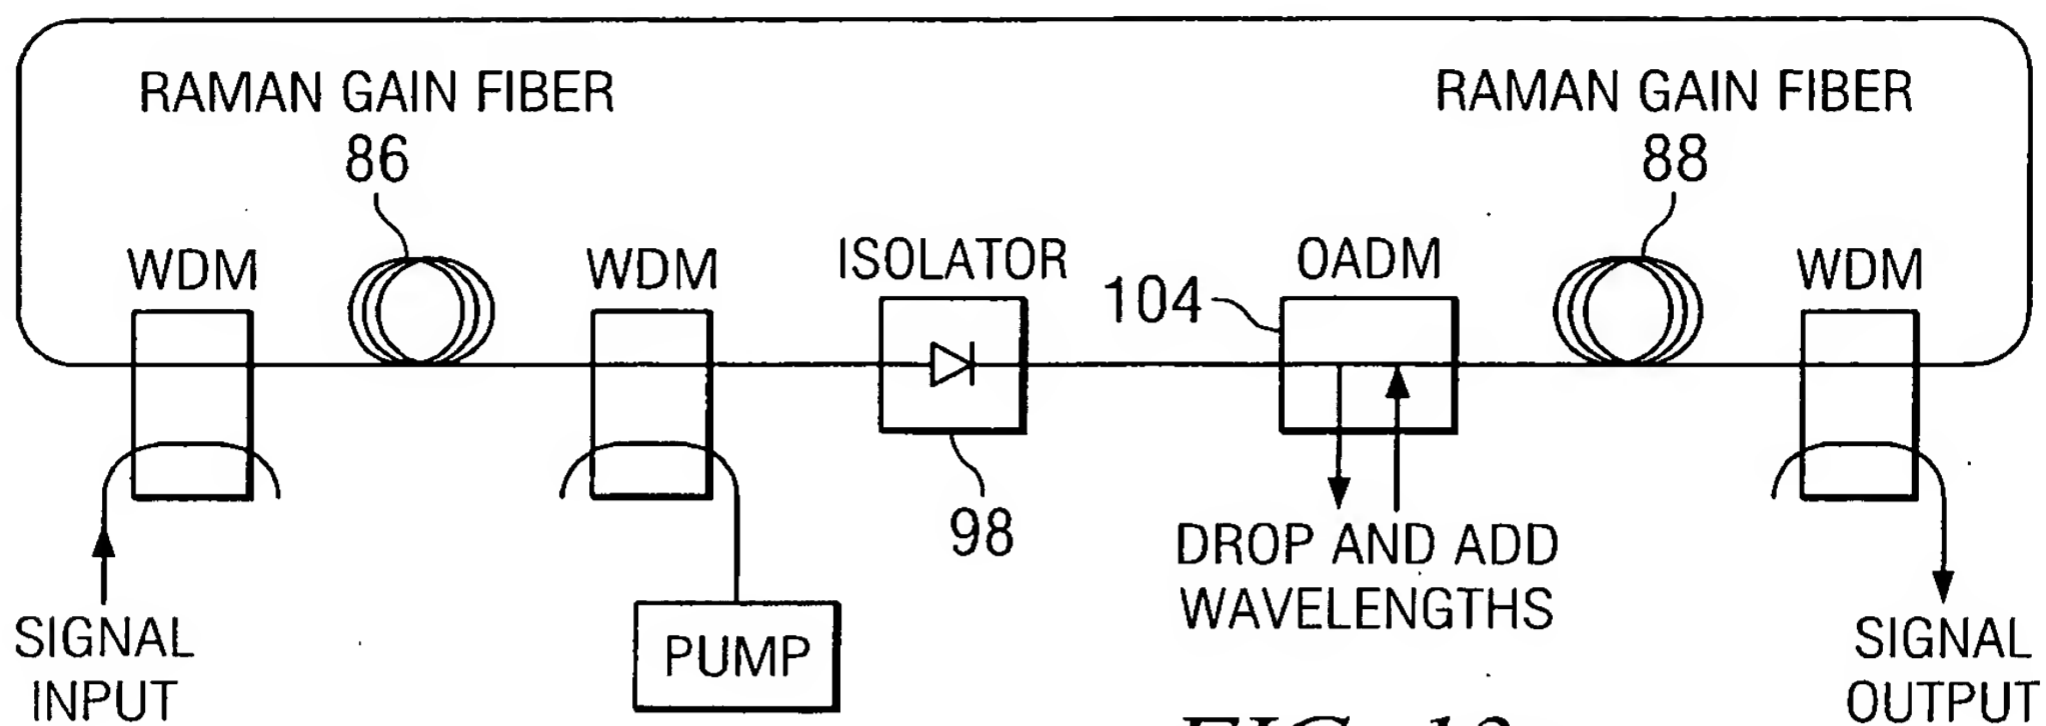 RAMAN GAIN FIBER
86
RAMAN GAIN FIBER
88
WDM
WDM
ISOLATOR
104
OADM
WDM
98
DROP AND ADD
WAVELENGTHS
SIGNAL
INPUT
PUMP
SIGNAL
OUTPUT